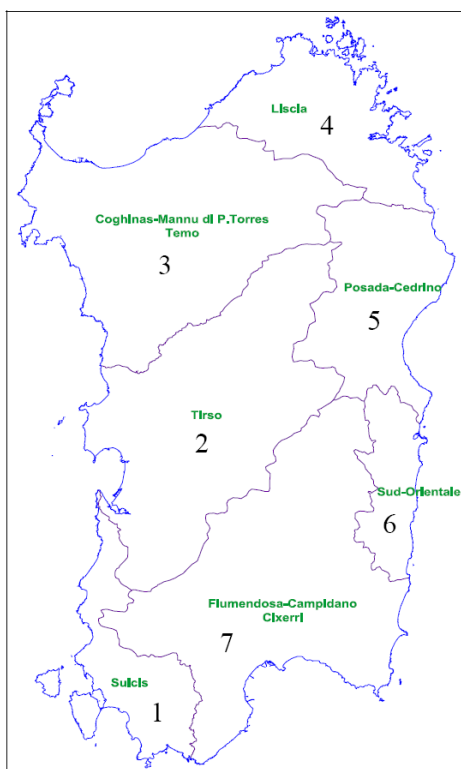 Liscia
4
Coghinas-Mannu di P.Torres
Temo
3
Posada-Cedrino
5
Tirso
2
Sud-Orientale
6
Flumendosa-Campidano
Cixerri
7
Sulcis
1